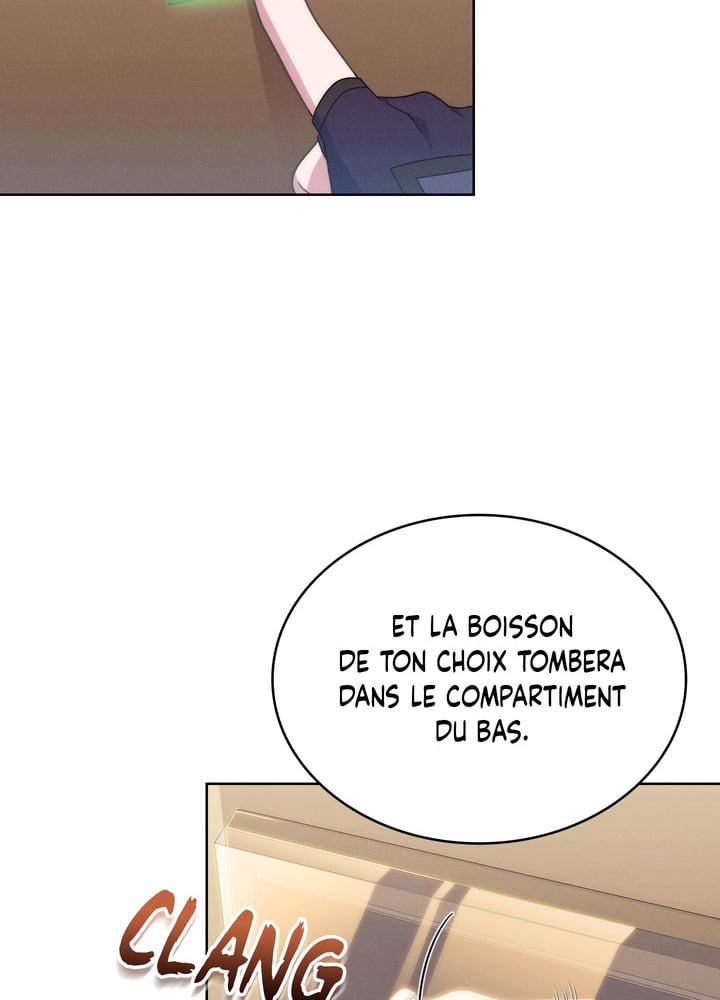 ET LA BOISSON
DE TON CHOIX TOMBERA
DANS LE COMPARTIMENT
DU BAS.
CLANG